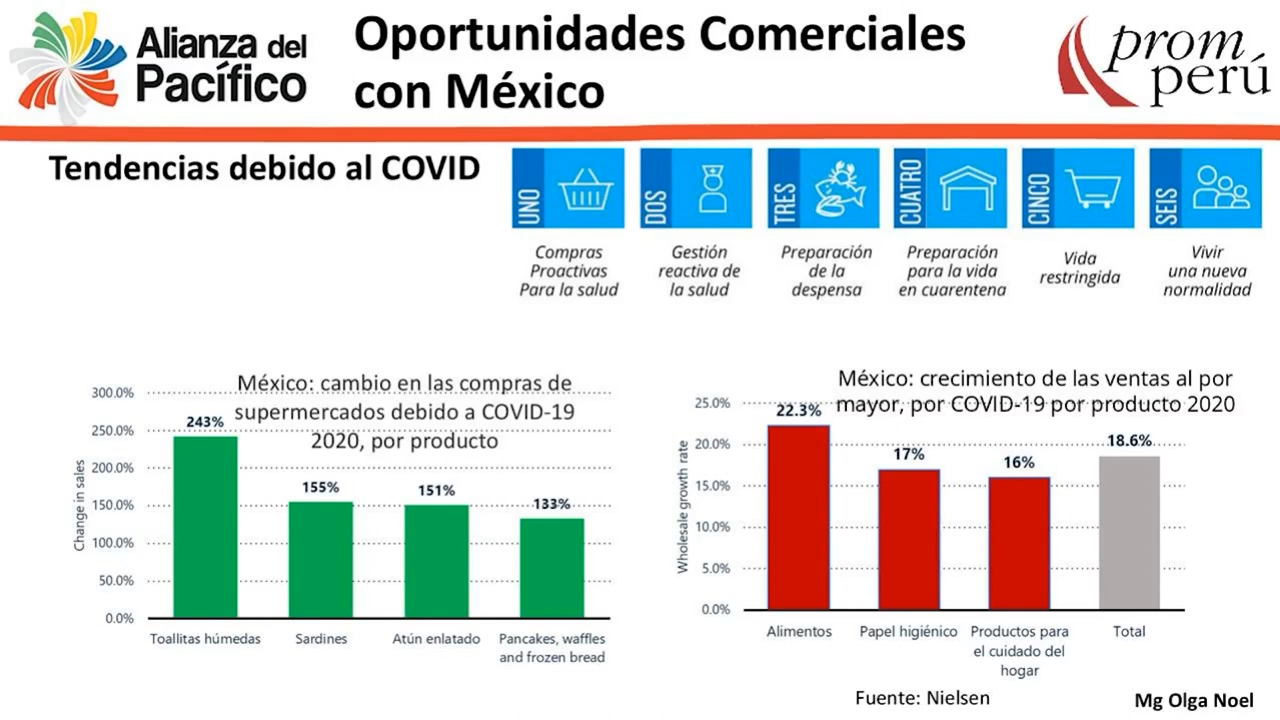 Alianza del
Pacífico
Oportunidades Comerciales
con México
prom
perú
Tendencias debido al COVID
UNO
DOS
TRES
CUATRO
CINCO
SEIS
Compras
Proactivas
Para la salud
Gestión
reactiva de
la salud
Preparación
de la
despensa
Preparación
para la vida
en cuarentena
Vida
restringida
Vivir
una nueva
normalidad
México: cambio en las compras de
supermercados debido a COVID-19
2020, por producto
Change in sales
300.0%
250.0%
200.0%
150.0%
100.0%
50.0%
0.0%
243%
155%
151%
133%
Toallitas húmedas
Sardines
Atún enlatado
Pancakes, waffles
and frozen bread
México: crecimiento de las ventas al por
mayor, por COVID-19 por producto 2020
Wholesale growth rate
25.0%
20.0%
15.0%
10.0%
5.0%
0.0%
22.3%
17%
16%
18.6%
Alimentos
Papel higiénico
Productos para
el cuidado del
hogar
Total
Fuente: Nielsen
Mg Olga Noel